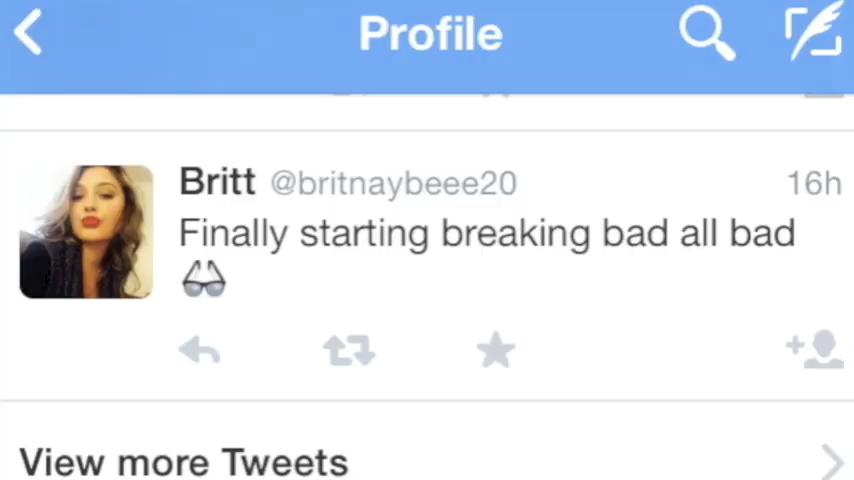 Profile
Britt @britnaybeee20 16h
Finally starting breaking bad all bad
🕶
View more Tweets